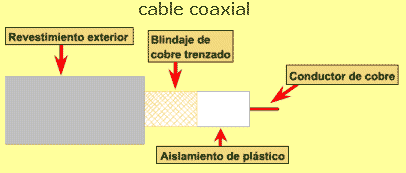 cable coaxial
Revestimiento exterior
Blindaje de
cobre trenzado
Conductor de cobre
Aislamiento de plástico